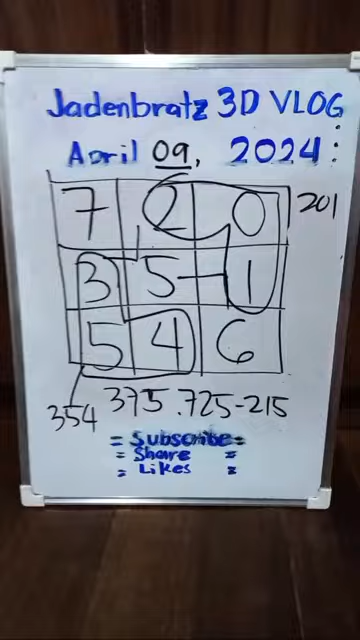 Jadenbratz 3D VLOG
April 09, 2024:
7 2 0 201
3 5 1
5 4 6
354 375.725-215
= Subscribe=
= Share =
= Likes =